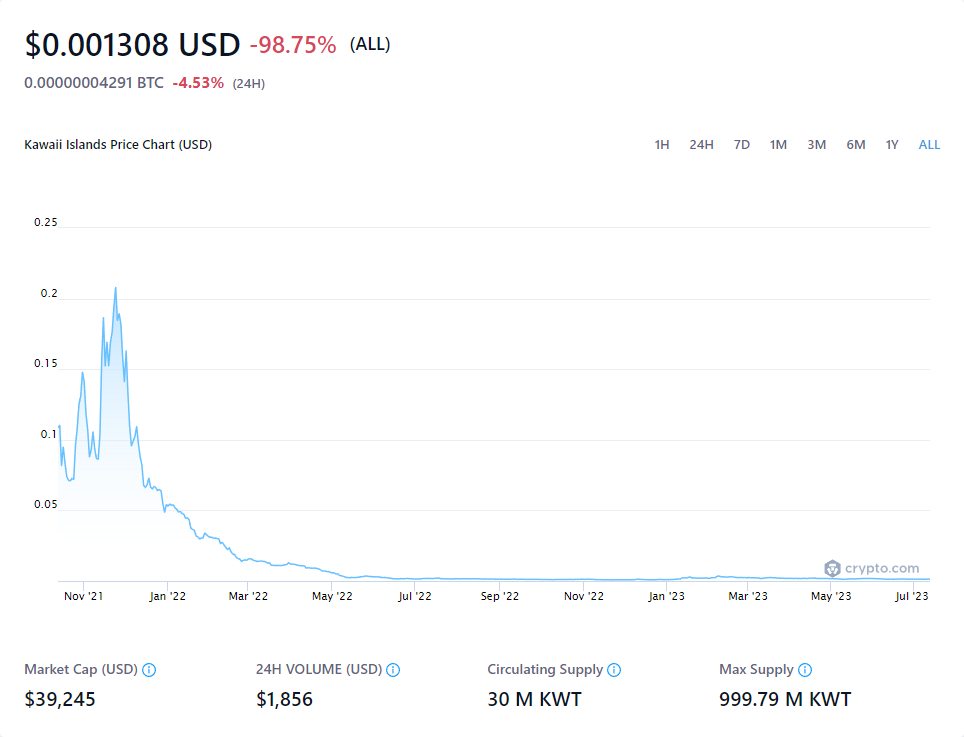 $0.001308 USD -98.75% (ALL)
0.00000004291 BTC -4.53% (24H)
Kawaii Islands Price Chart (USD) 1H 24H 7D 1M 3M 6M 1Y ALL
0.25
0.2
0.15
0.1
0.05
crypto.com
Nov '21 Jan '22 Mar '22 May '22 Jul '22 Sep '22 Nov '22 Jan '23 Mar '23 May '23 Jul '23
Market Cap (USD) 24H VOLUME (USD) Circulating Supply Max Supply
$39,245 $1,856 30 M KWT 999.79 M KWT